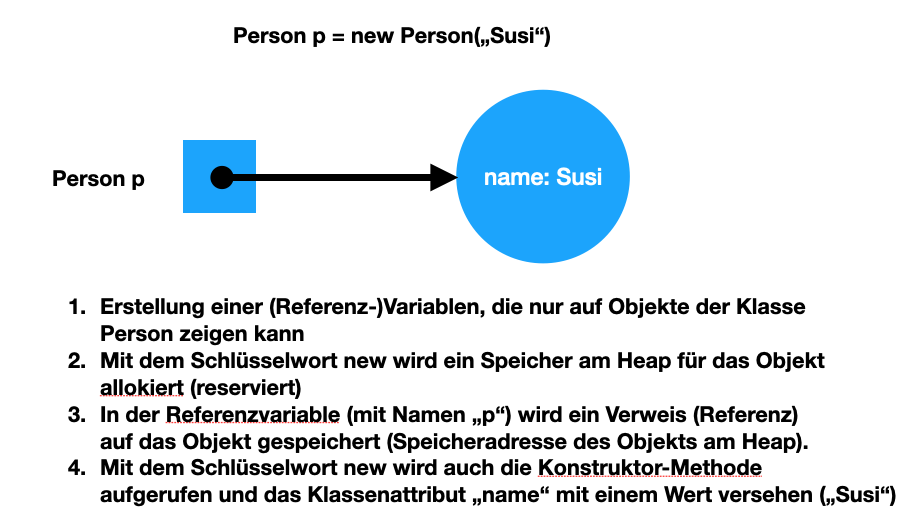 Person p = new Person(„Susi“)
Person p
name: Susi
1. Erstellung einer (Referenz-)Variablen, die nur auf Objekte der Klasse
Person zeigen kann
2. Mit dem Schlüsselwort new wird ein Speicher am Heap für das Objekt
allokiert (reserviert)
3. In der Referenzvariable (mit Namen „p“) wird ein Verweis (Referenz)
auf das Objekt gespeichert (Speicheradresse des Objekts am Heap).
4. Mit dem Schlüsselwort new wird auch die Konstruktor-Methode
aufgerufen und das Klassenattribut „name“ mit einem Wert versehen („Susi“)